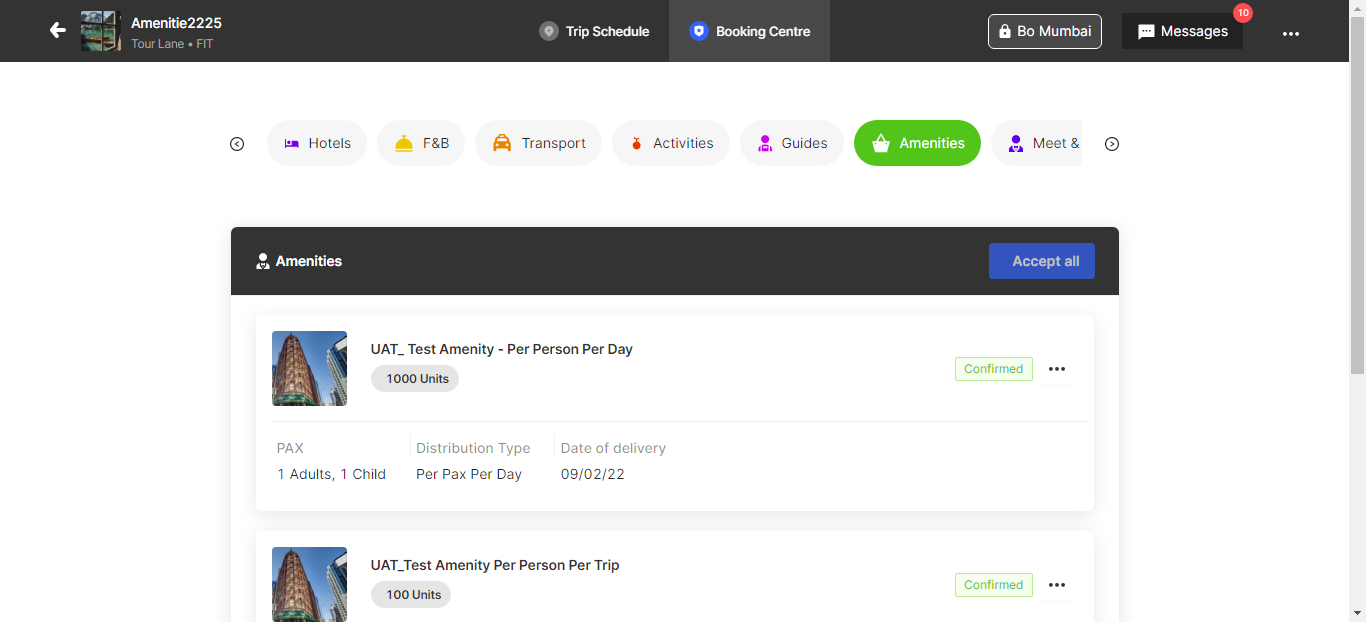 Amenitie2225
Tour Lane • FIT
Trip Schedule
Booking Centre
Bo Mumbai
Messages
10
Hotels
F&B
Transport
Activities
Guides
Amenities
Meet &
Amenities
Accept all
UAT_ Test Amenity - Per Person Per Day
1000 Units
Confirmed
PAX
Distribution Type
Date of delivery
1 Adults, 1 Child
Per Pax Per Day
09/02/22
UAT_Test Amenity Per Person Per Trip
100 Units
Confirmed